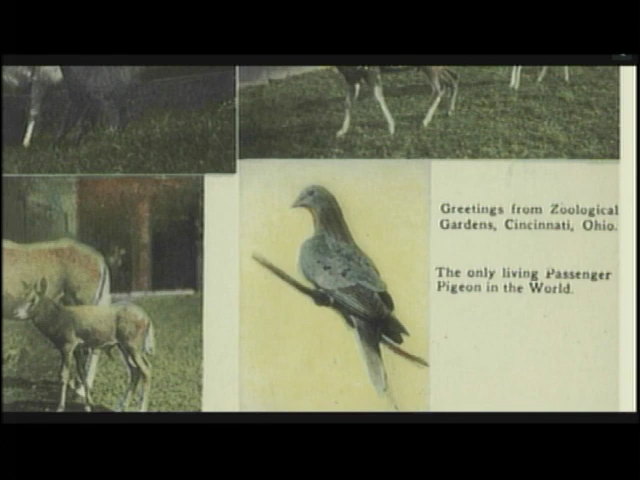 Greetings from Zoological
Gardens, Cincinnati, Ohio.
The only living Passenger
Pigeon in the World.